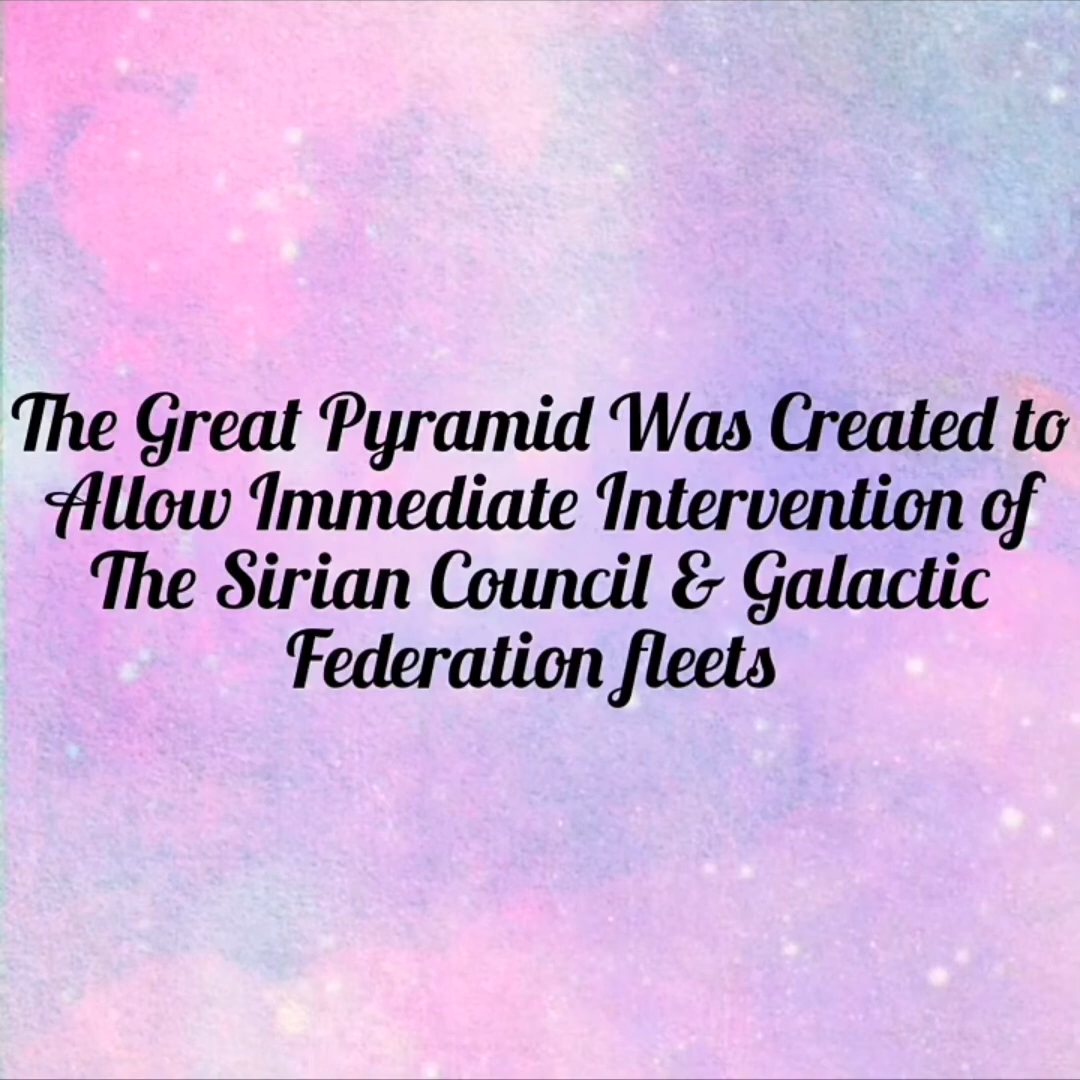 The Great Pyramid Was Created to
Allow Immediate Intervention of
The Sirian Council & Galactic
Federation fleets